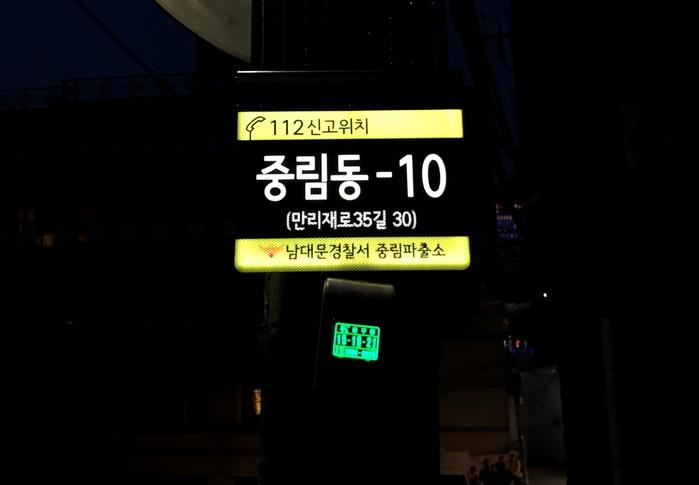 112신고위치
중림동-10
(만리재로35길 30)
남대문경찰서 중림파출소